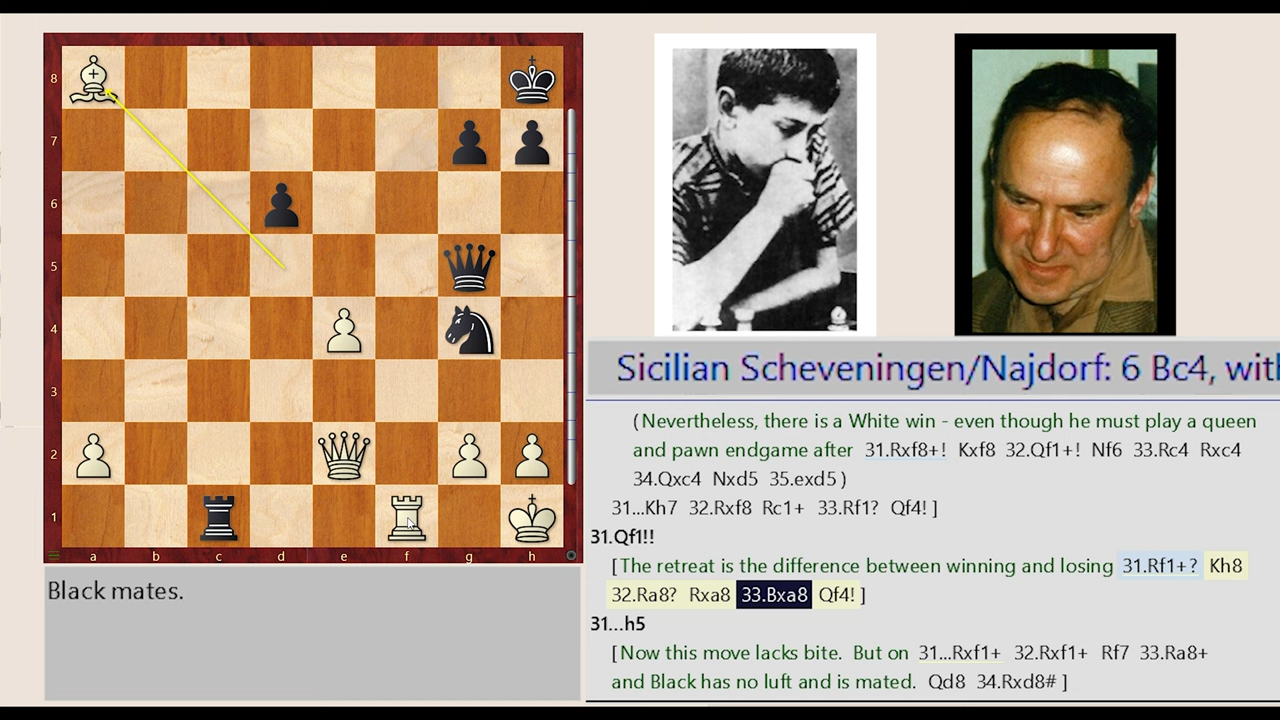 8
7
6
5
4
3
2
1
a b c d e f g h
Black mates.
Sicilian Scheveningen/Najdorf: 6 Bc4, with
(Nevertheless, there is a White win - even though he must play a queen
and pawn endgame after 31.Rxf8+! Kxf8 32.Qf1+! Nf6 33.Rc4 Rxc4
34.Qxc4 Nxd5 35.exd5 )
31...Kh7 32.Rxf8 Rc1+ 33.Rf1? Qf4! ]
31.Qf1!!
[The retreat is the difference between winning and losing 31.Rf1+? Kh8
32.Ra8? Rxa8 33.Bxa8 Qf4! ]
31...h5
[Now this move lacks bite. But on 31...Rxf1+ 32.Rxf1+ Rf7 33.Ra8+
and Black has no luft and is mated. Qd8 34.Rxd8# ]